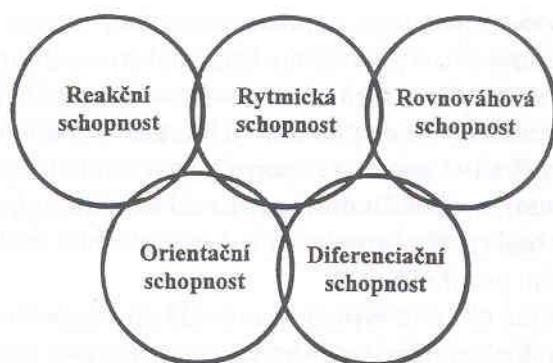 Reakční
schopnost
Rytmická
schopnost
Rovnováhová
schopnost
Orientační
schopnost
Diferenciační
schopnost